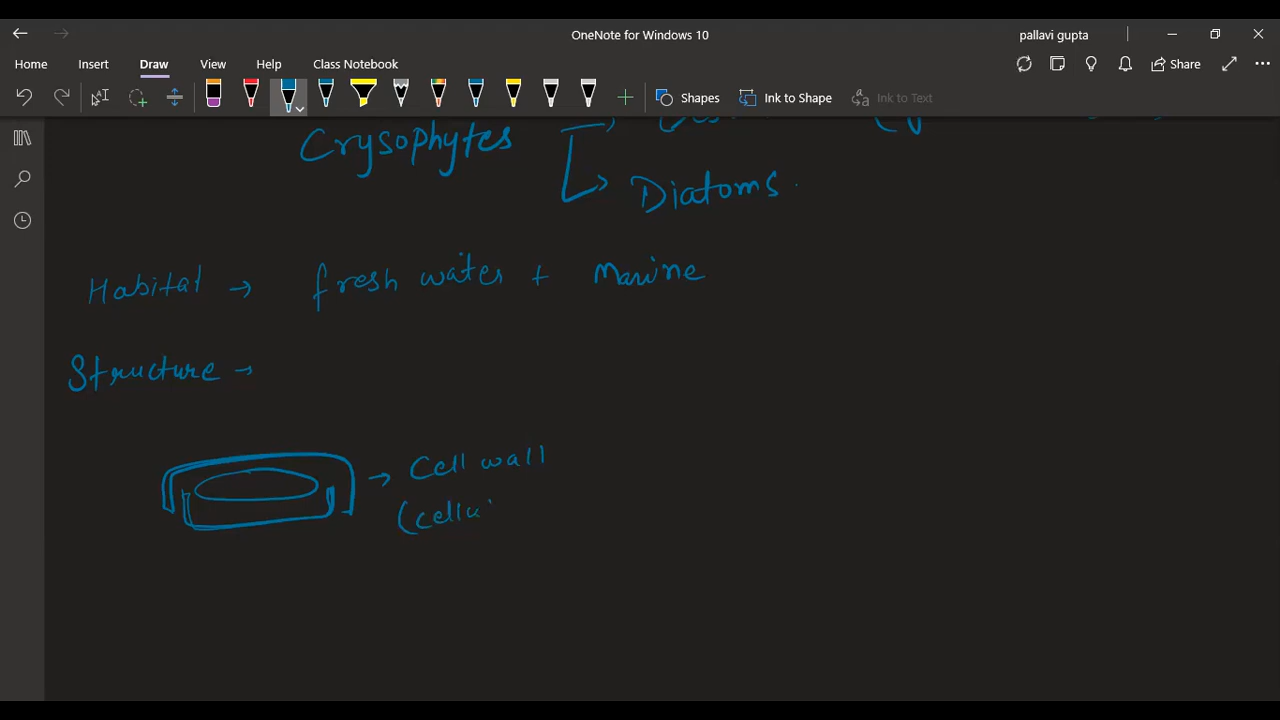 OneNote for Windows 10
pallavi gupta
Home Insert Draw View Help Class Notebook
Share
Shapes Ink to Shape Ink to Text
Crysophytes
Diatoms
Habitat → fresh water + Marine
Structure →
→ Cell wall
(cellu